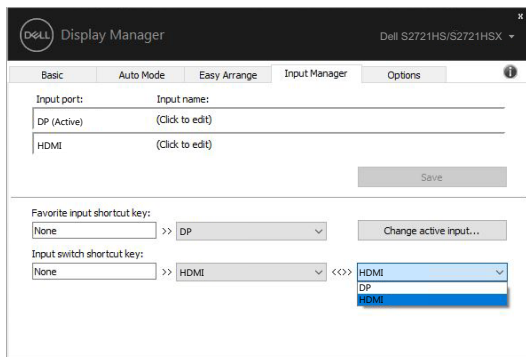 DELL Display Manager
x
Dell S2721HS/S2721HSX
Basic Auto Mode Easy Arrange Input Manager Options i
Input port: Input name:
DP (Active) (Click to edit)
HDMI (Click to edit)
Save
Favorite input shortcut key:
None >> DP Change active input...
Input switch shortcut key:
None >> HDMI <<>> HDMI
DP
HDMI